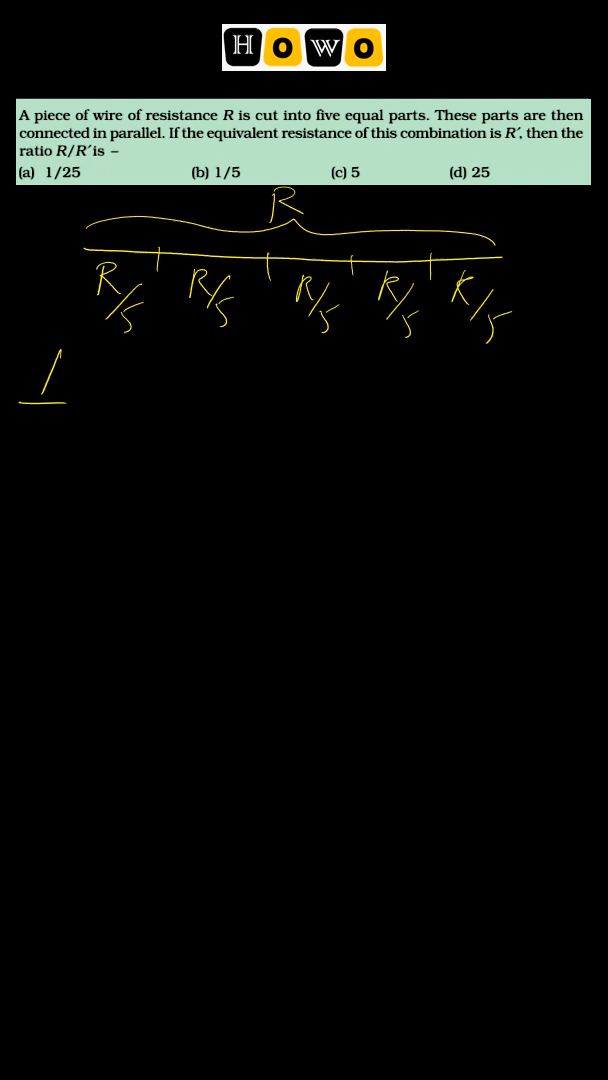 HOWO
A piece of wire of resistance R is cut into five equal parts. These parts are then
connected in parallel. If the equivalent resistance of this combination is R′, then the
ratio R/R′ is –
(a) 1/25 (b) 1/5 (c) 5 (d) 25
R
R/5 R/5 R/5 R/5 R/5
1